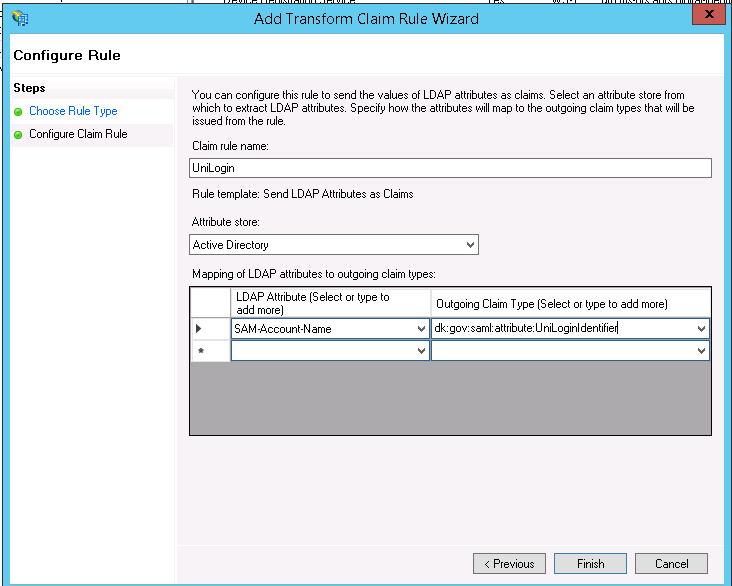 Device Registration Service Yes
Add Transform Claim Rule Wizard
X
Configure Rule
Steps
Choose Rule Type
Configure Claim Rule
You can configure this rule to send the values of LDAP attributes as claims. Select an attribute store from
which to extract LDAP attributes. Specify how the attributes will map to the outgoing claim types that will be
issued from the rule.
Claim rule name:
UniLogin
Rule template: Send LDAP Attributes as Claims
Attribute store:
Active Directory
Mapping of LDAP attributes to outgoing claim types:
LDAP Attribute (Select or type to
add more)
Outgoing Claim Type (Select or type to add more)
SAM-Account-Name
dk:gov:saml:attribute:UniLoginIdentifier
*
< Previous
Finish
Cancel